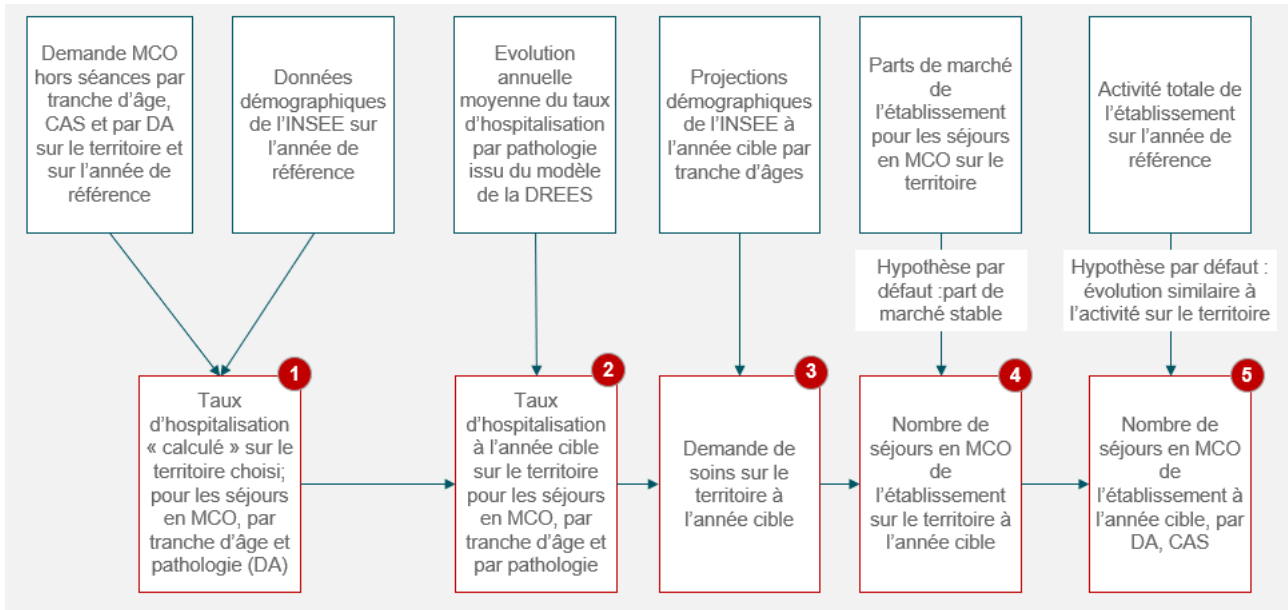 Demande MCO
hors séances par
tranche d'âge,
CAS et par DA
sur le territoire et
sur l'année de
référence
Données
démographiques
de l'INSEE sur
l'année de
référence
Evolution
annuelle
moyenne du taux
d'hospitalisation
par pathologie
issu du modèle
de la DREES
Projections
démographiques
de l'INSEE à
l'année cible par
tranche d'âges
Parts de marché
de
l'établissement
pour les séjours
en MCO sur le
territoire
Activité totale de
l'établissement
sur l'année de
référence
Hypothèse par
défaut :part de
marché stable
Hypothèse par défaut :
évolution similaire à
l'activité sur le territoire
1
Taux
d'hospitalisation
« calculé » sur le
territoire choisi;
pour les séjours
en MCO, par
tranche d'âge et
pathologie (DA)
2
Taux
d'hospitalisation
à l'année cible
sur le territoire
pour les séjours
en MCO, par
tranche d'âge et
par pathologie
3
Demande de
soins sur le
territoire à
l'année cible
4
Nombre de
séjours en MCO
de
l'établissement
sur le territoire à
l'année cible
5
Nombre de
séjours en MCO
de
l'établissement à
l'année cible, par
DA, CAS